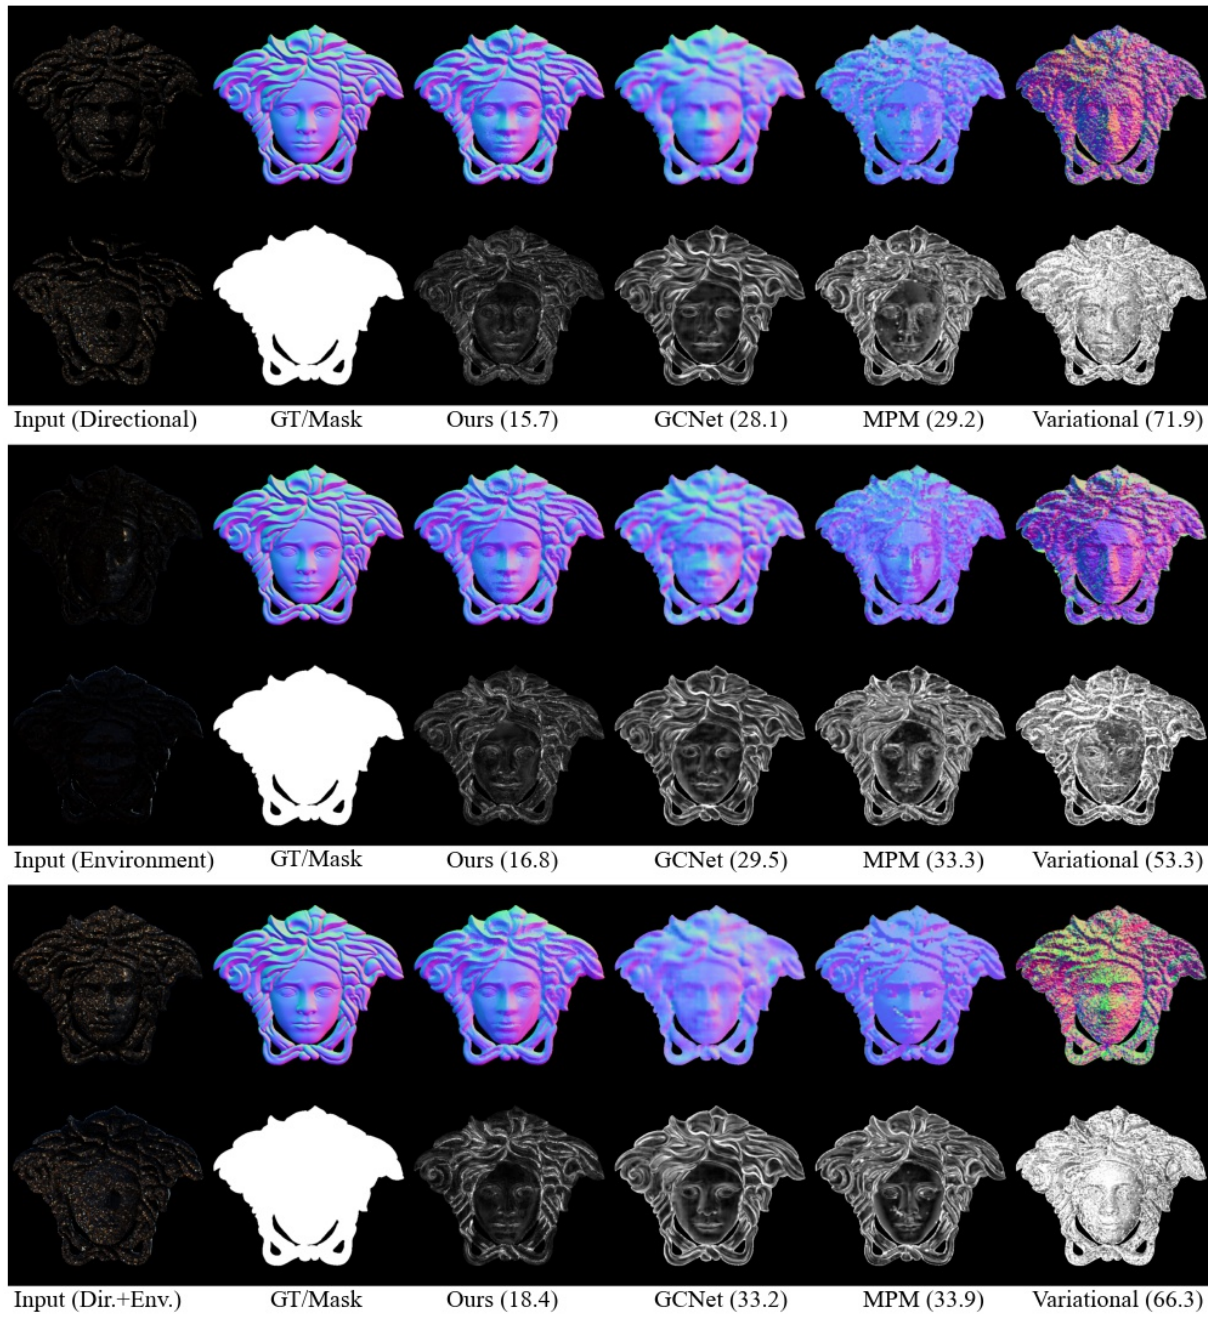 Input (Directional) GT/Mask Ours (15.7) GCNet (28.1) MPM (29.2) Variational (71.9)
Input (Environment) GT/Mask Ours (16.8) GCNet (29.5) MPM (33.3) Variational (53.3)
Input (Dir.+Env.) GT/Mask Ours (18.4) GCNet (33.2) MPM (33.9) Variational (66.3)